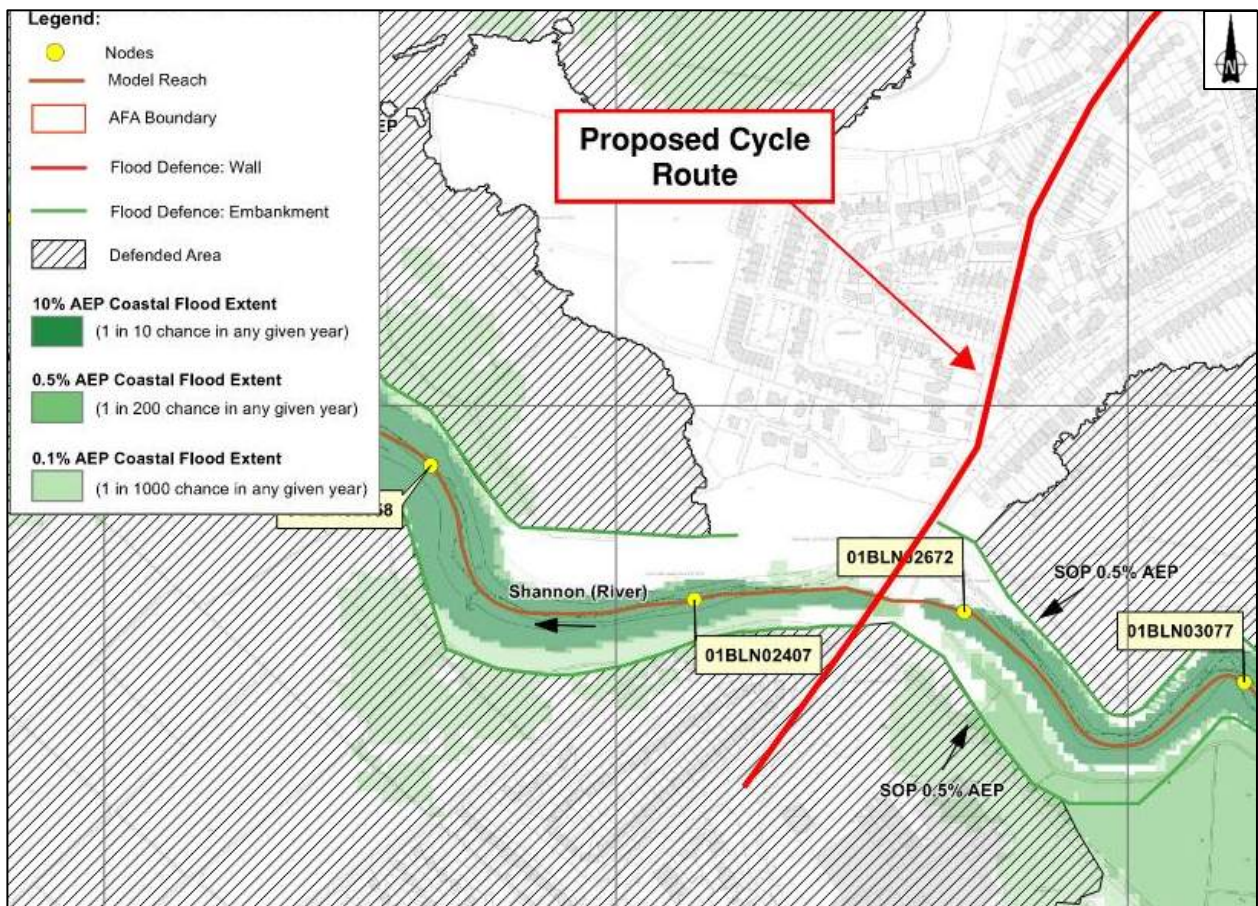 Legend:
Nodes
Model Reach
AFA Boundary
Flood Defence: Wall
Flood Defence: Embankment
Defended Area
10% AEP Coastal Flood Extent
(1 in 10 chance in any given year)
0.5% AEP Coastal Flood Extent
(1 in 200 chance in any given year)
0.1% AEP Coastal Flood Extent
(1 in 1000 chance in any given year)
N
EP
Proposed Cycle
Route
68
01BLN02672
SOP 0.5% AEP
Shannon (River)
01BLN03077
01BLN02407
SOP 0.5% AEP